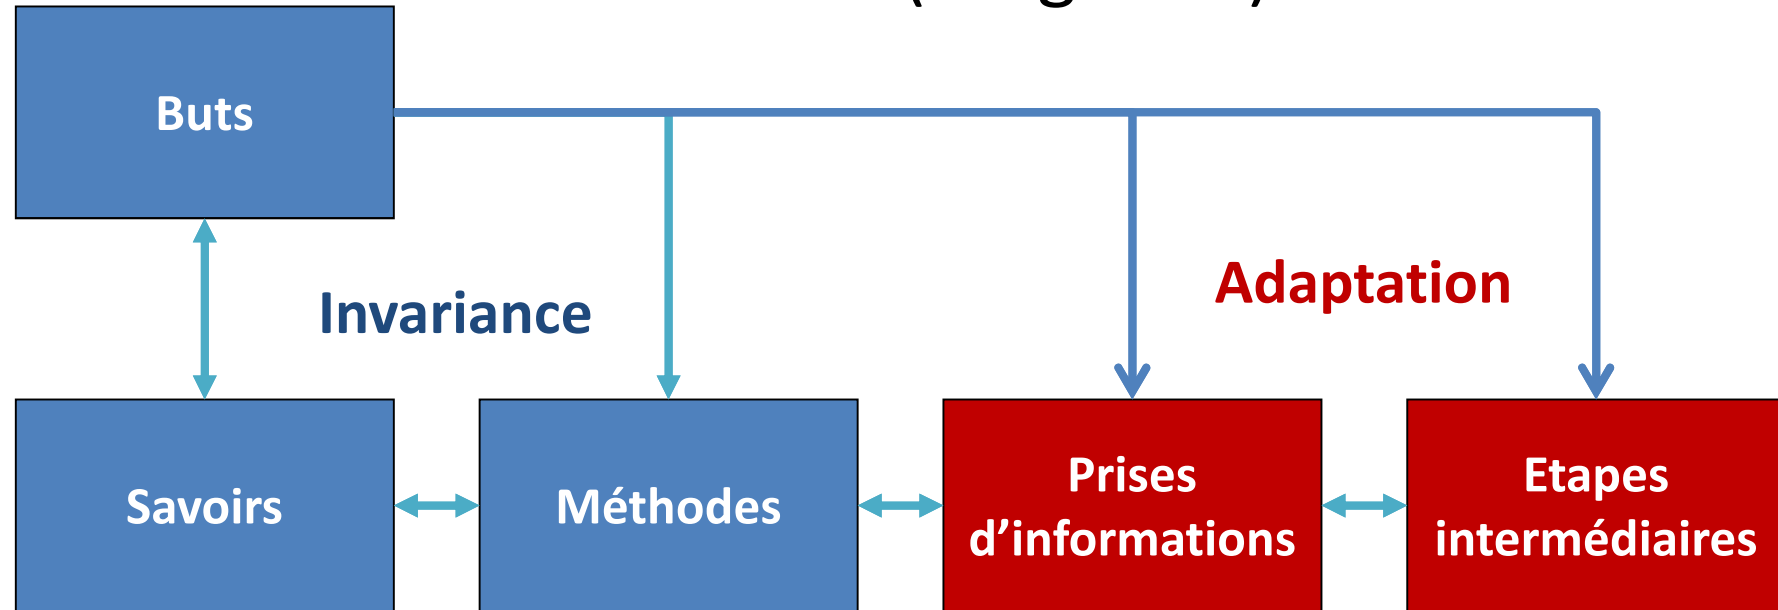 Buts
Invariance
Adaptation
Savoirs
Méthodes
Prises
d’informations
Etapes
intermédiaires